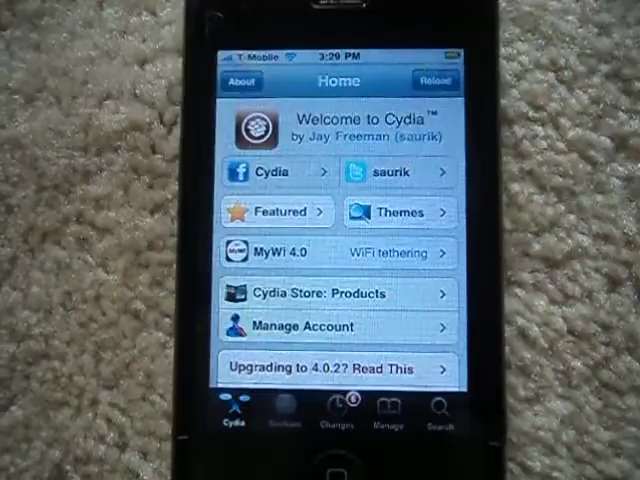 T-Mobile 3:29 PM
About Home Reload
Welcome to Cydia™
by Jay Freeman (saurik)
Cydia saurik
Featured Themes
MyWi 4.0 WiFi tethering
Cydia Store: Products
Manage Account
Upgrading to 4.0.2? Read This
6
Cydia Sections Changes Manage Search